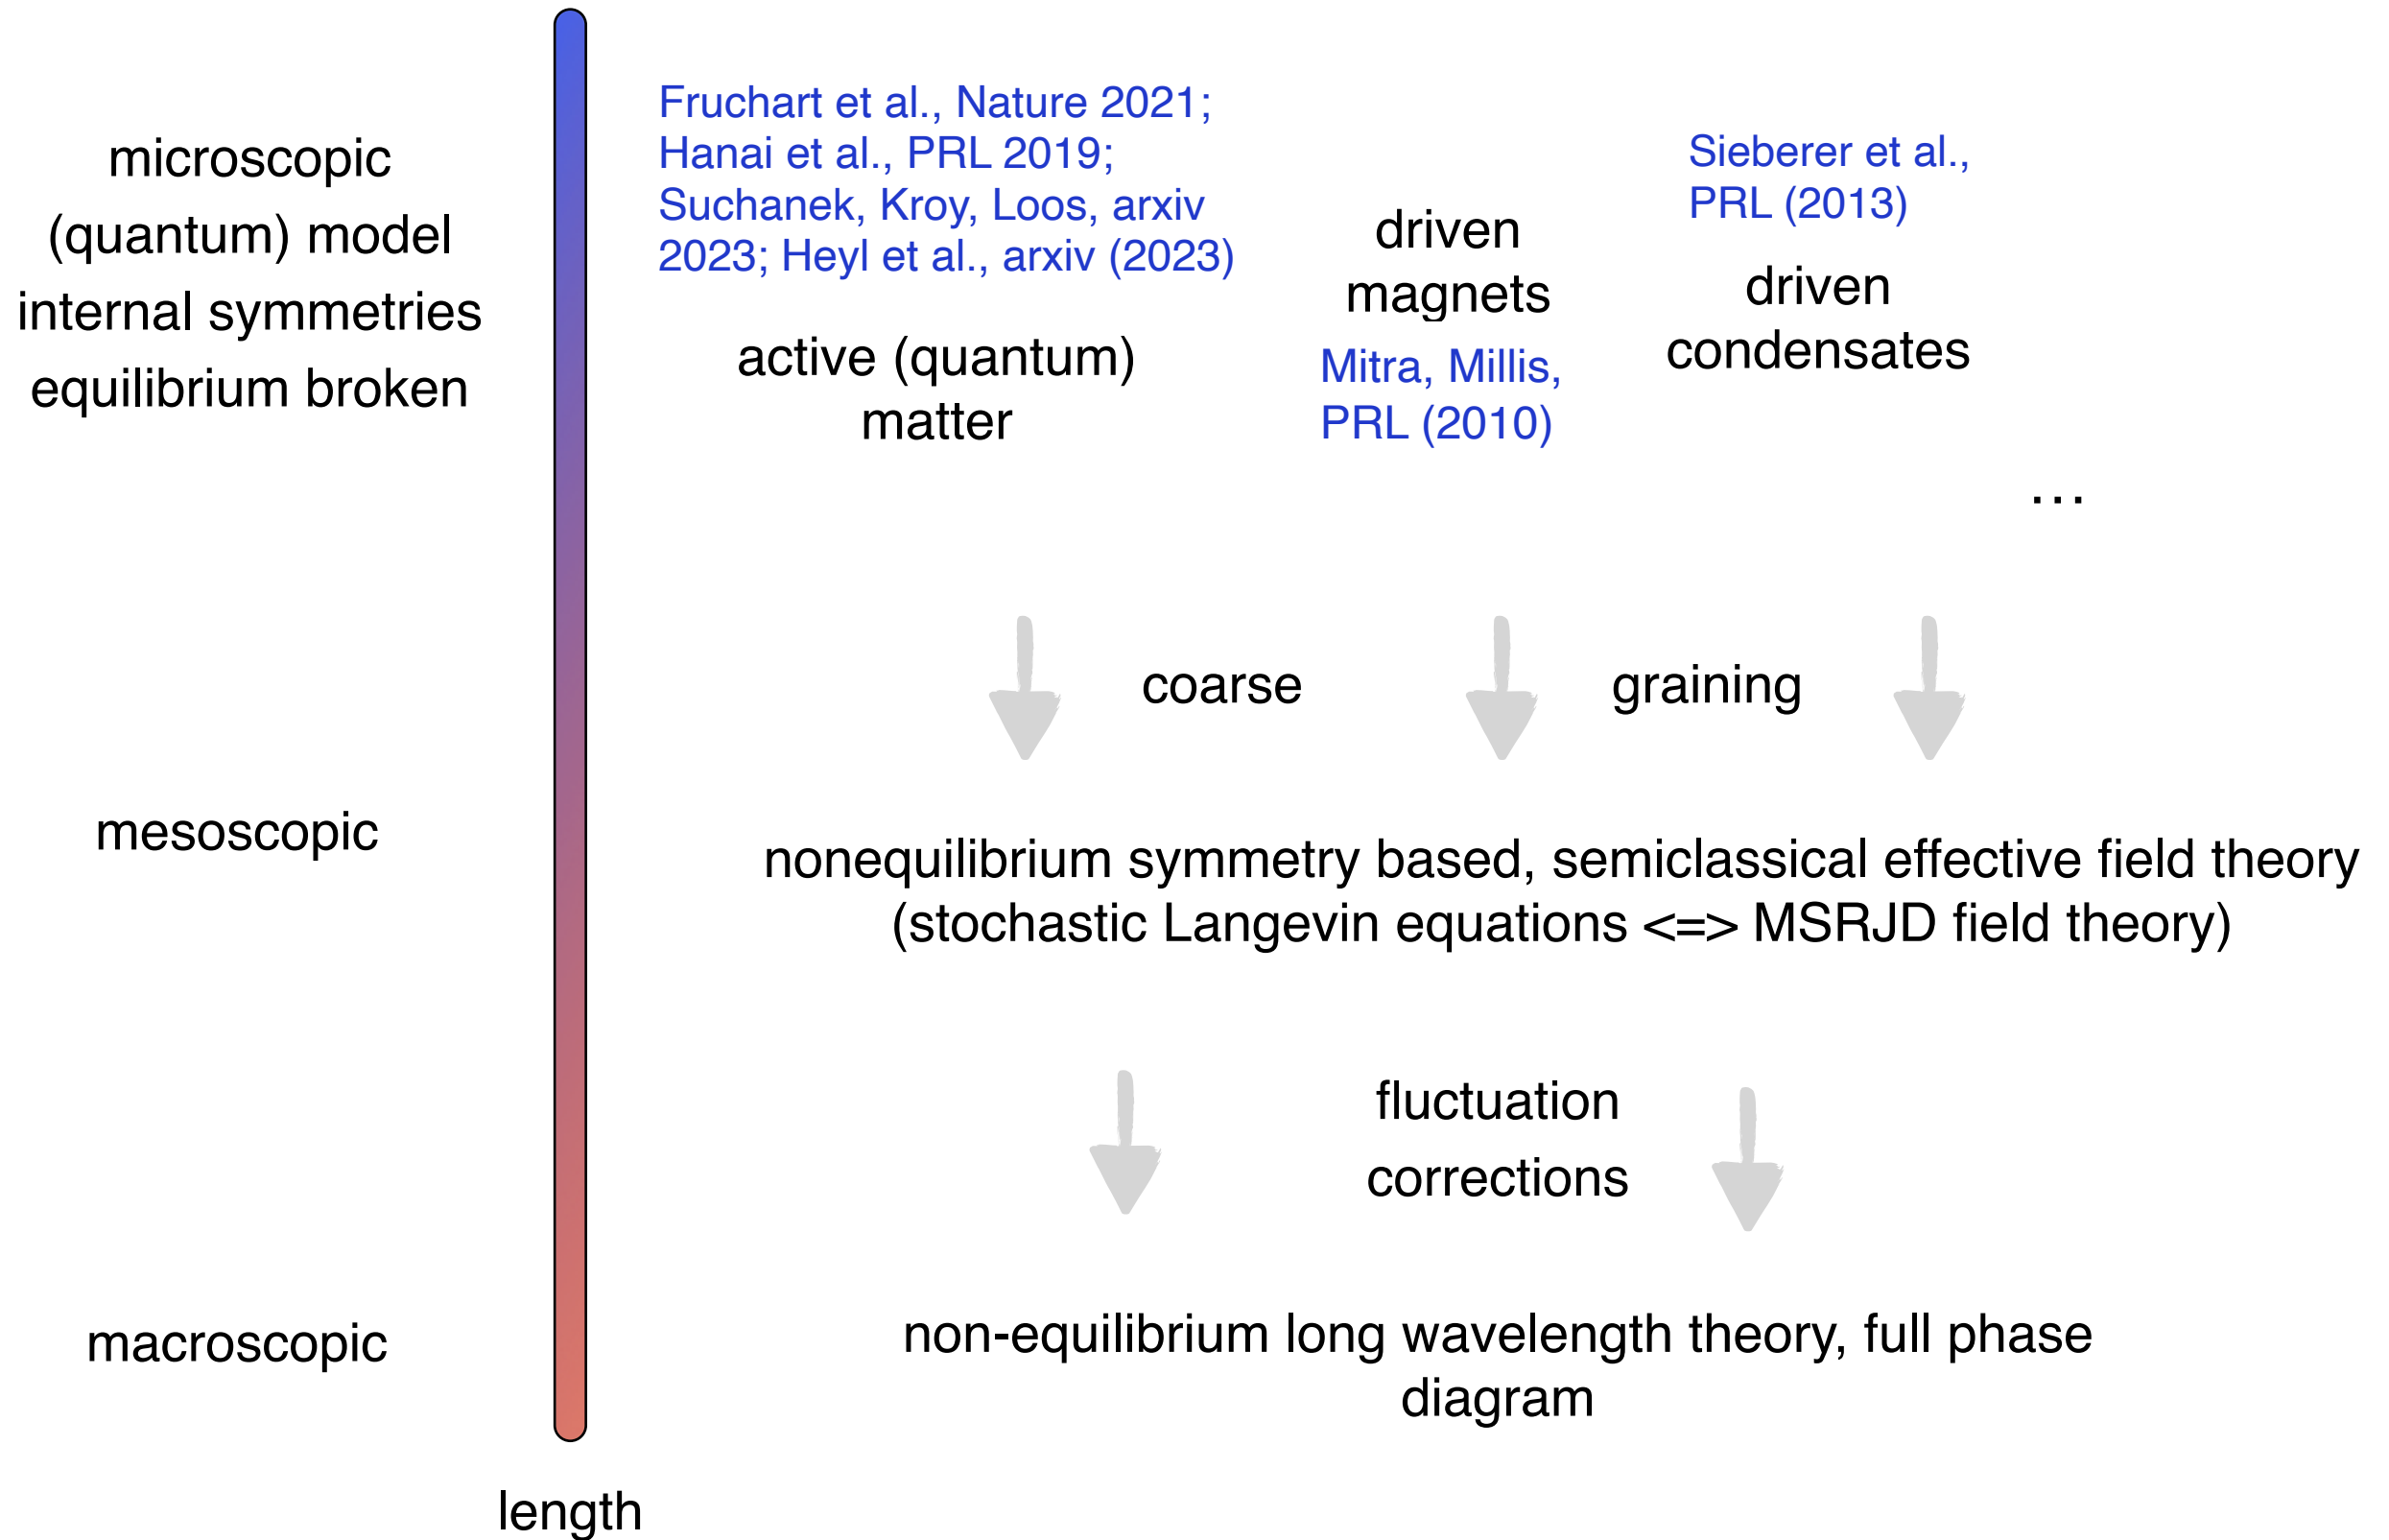 microscopic
(quantum) model
internal symmetries
equilibrium broken
Fruchart et al., Nature 2021;
Hanai et al., PRL 2019;
Suchanek, Kroy, Loos, arxiv
2023; Heyl et al., arxiv (2023)
active (quantum)
matter
driven
magnets
Mitra, Millis,
PRL (2010)
Sieberer et al.,
PRL (2013)
driven
condensates
...
coarse graining
mesoscopic
nonequilibrium symmetry based, semiclassical effective field theory
(stochastic Langevin equations <=> MSRJD field theory)
fluctuation
corrections
macroscopic
non-equilibrium long wavelength theory, full phase
diagram
length